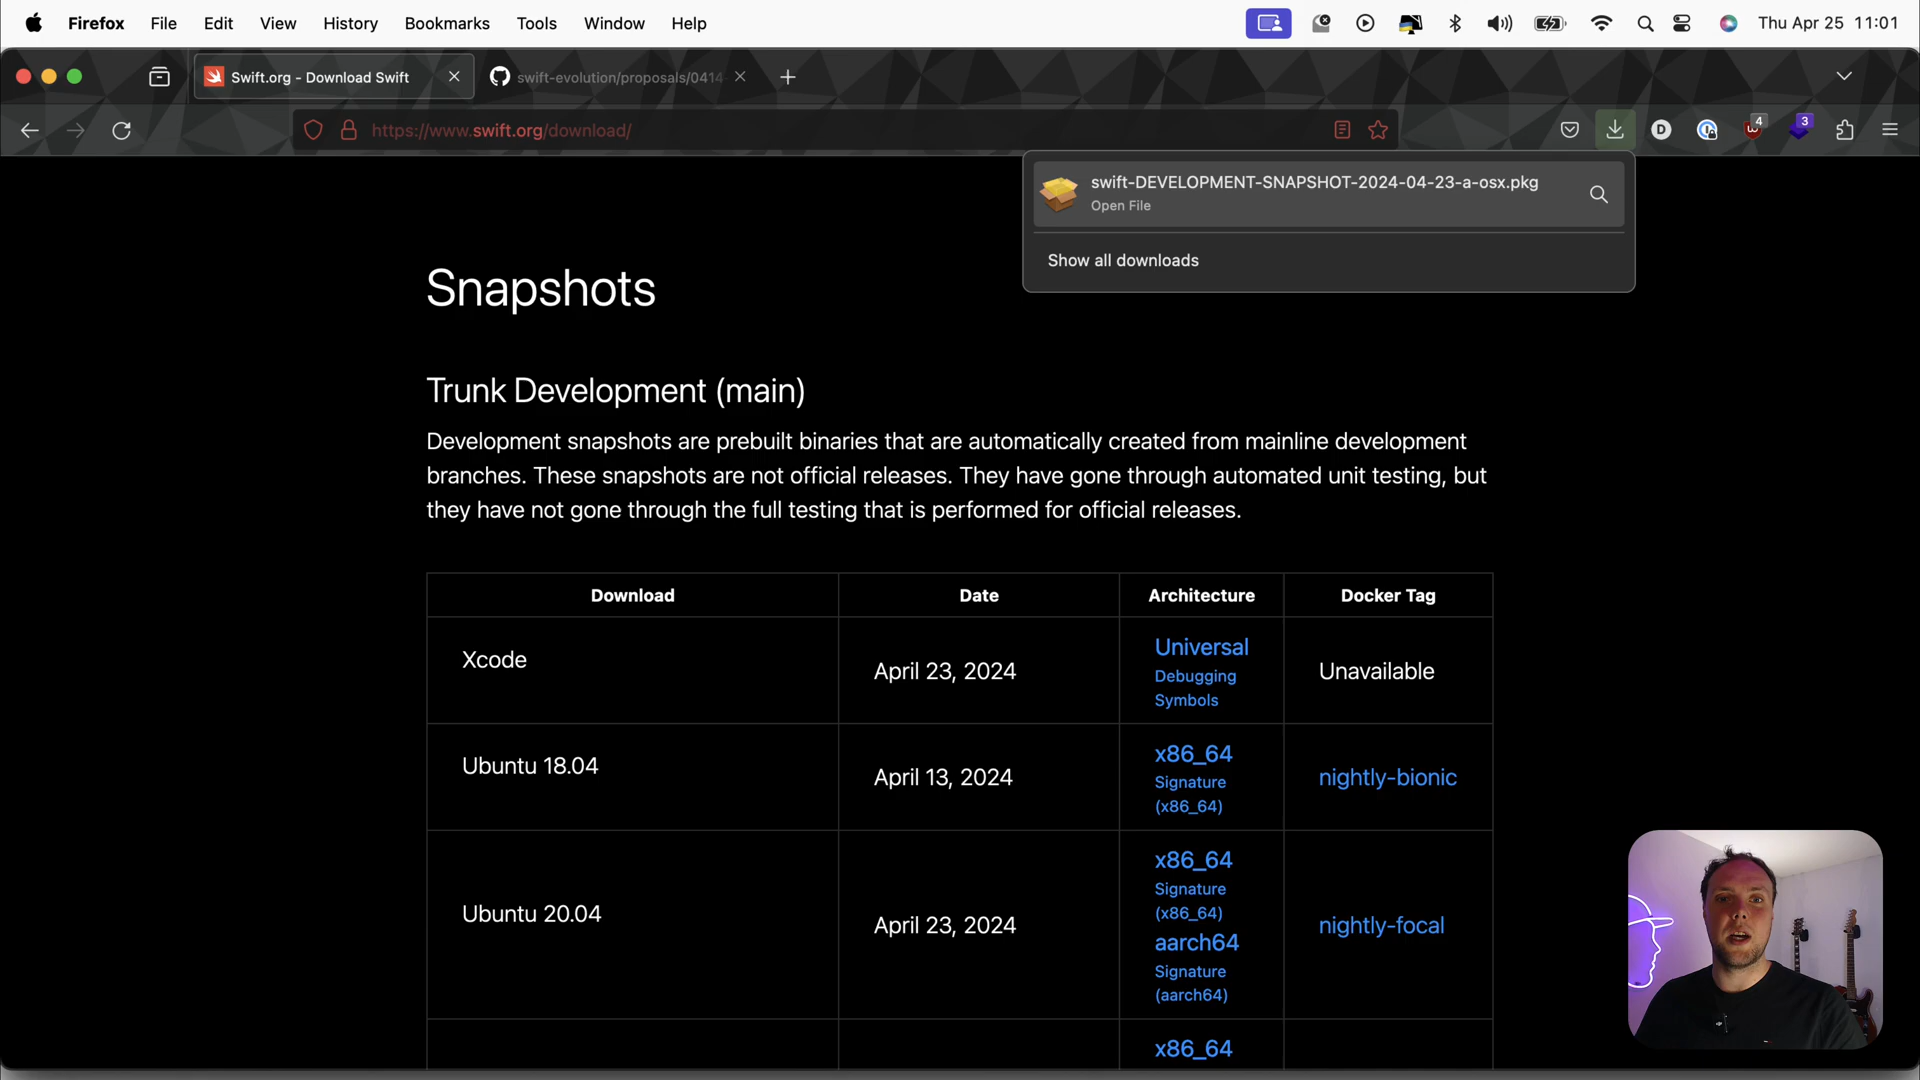 Firefox File Edit View History Bookmarks Tools Window Help Thu Apr 25 11:01
Swift.org - Download Swift swift-evolution/proposals/0414-
https://www.swift.org/download/ 4 3
swift-DEVELOPMENT-SNAPSHOT-2024-04-23-a-osx.pkg
Open File
Show all downloads
Snapshots
Trunk Development (main)
Development snapshots are prebuilt binaries that are automatically created from mainline development
branches. These snapshots are not official releases. They have gone through automated unit testing, but
they have not gone through the full testing that is performed for official releases.
Download Date Architecture Docker Tag
Xcode April 23, 2024 Universal Unavailable
Debugging
Symbols
Ubuntu 18.04 April 13, 2024 x86_64 nightly-bionic
Signature
(x86_64)
Ubuntu 20.04 April 23, 2024 x86_64 nightly-focal
Signature
(x86_64)
aarch64
Signature
(aarch64)
x86_64